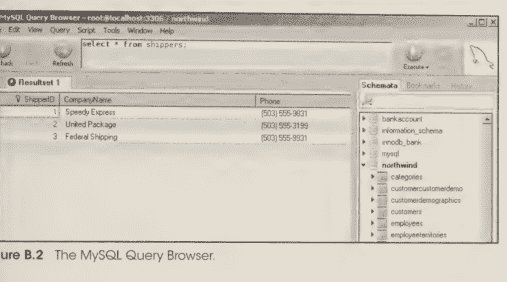 MySQL Query Browser - root@localhost:3306 / northwind
Edit View Query Script Tools Window Help
select * from shippers;
Refresh
Execute
Resultset 1
Schemata Bookmarks History
ShipperID CompanyName Phone
1 Speedy Express (503) 555-9831
2 United Package (503) 555-3199
3 Federal Shipping (503) 555-9931
bankaccount
information_schema
innodb_bank
mysql
northwind
categories
customercustomerdemo
customerdemographics
customers
employees
employeeterritories
ure B.2 The MySQL Query Browser.